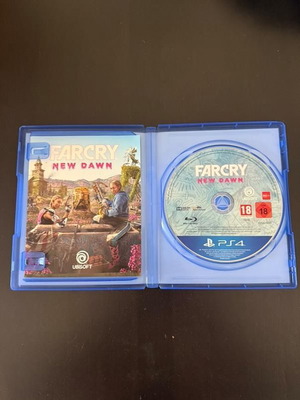 FARCRY
NEW DAWN
UBISOFT
FARCRY
NEW DAWN
18
18
PS4